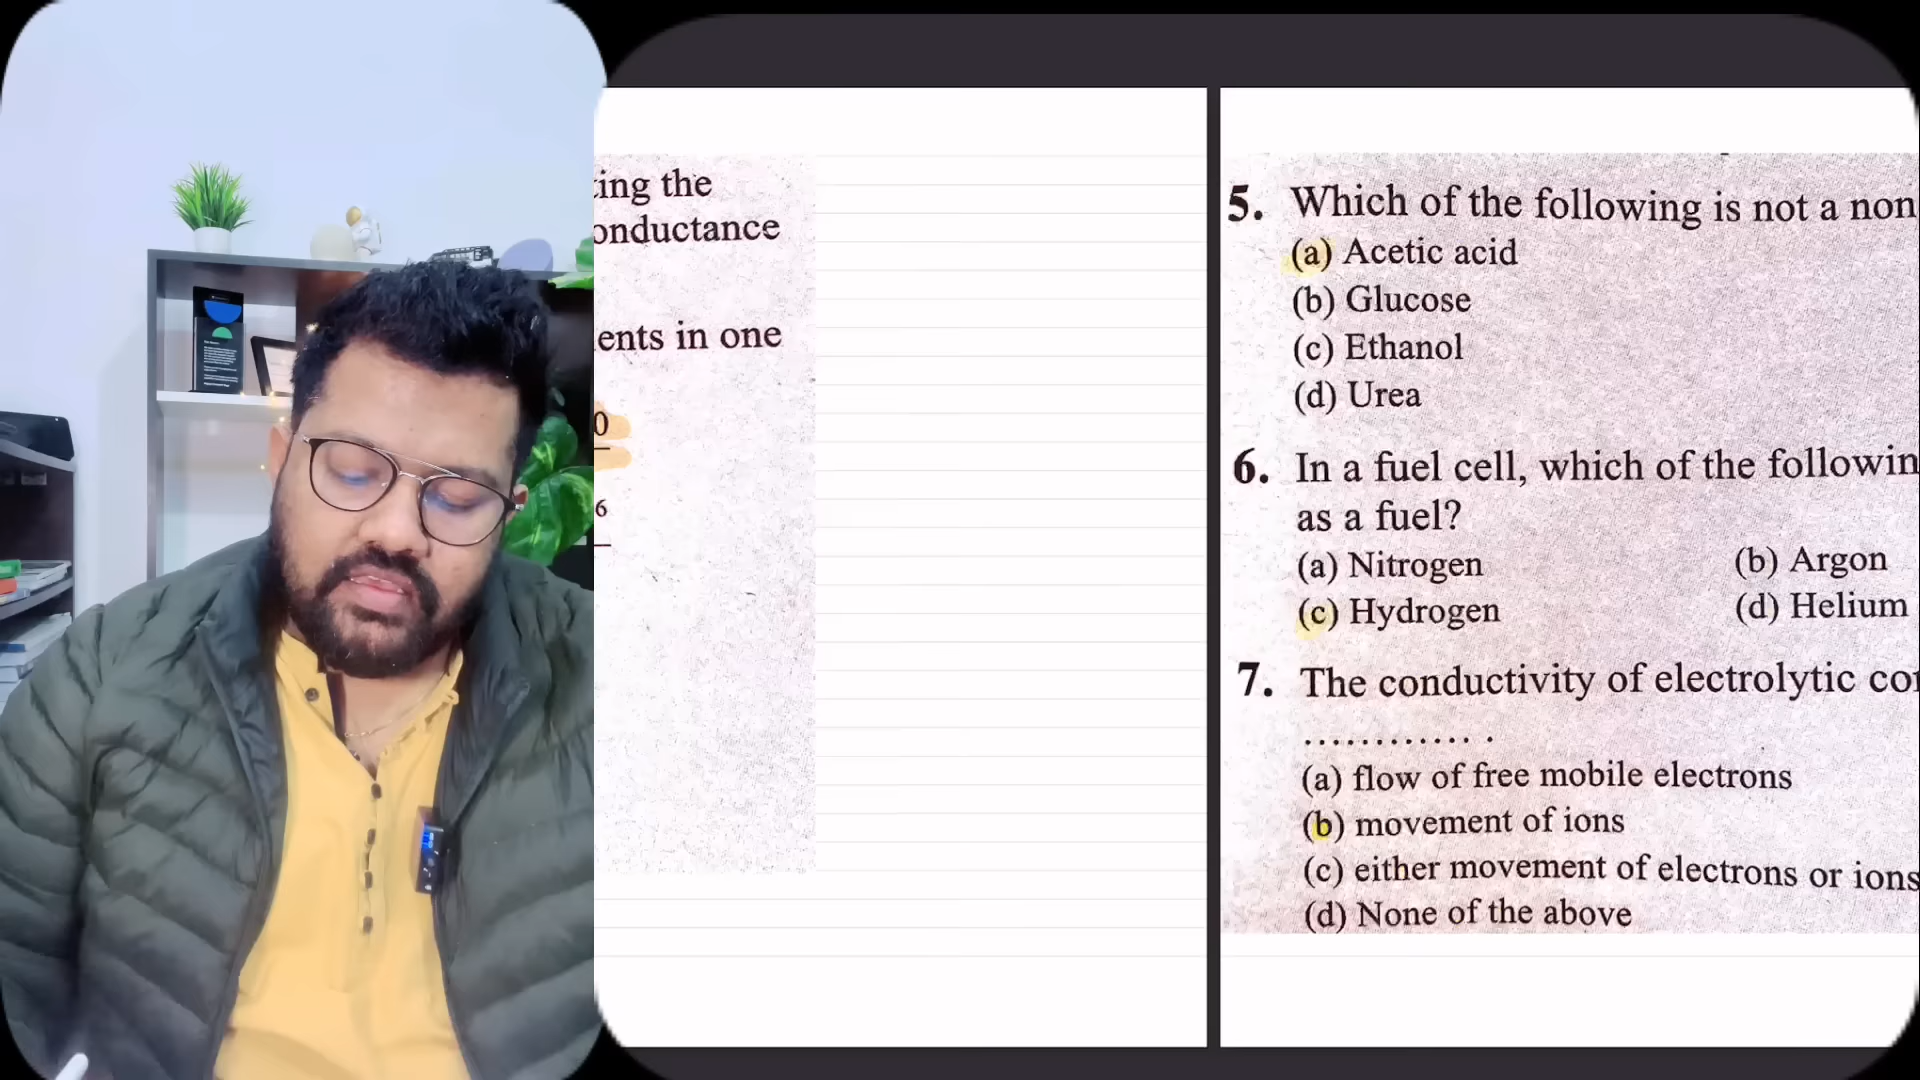 ting the
onductance
ents in one
0
6
5. Which of the following is not a non
(a) Acetic acid
(b) Glucose
(c) Ethanol
(d) Urea
6. In a fuel cell, which of the followin
as a fuel?
(a) Nitrogen (b) Argon
(c) Hydrogen (d) Helium
7. The conductivity of electrolytic co
............. .
(a) flow of free mobile electrons
(b) movement of ions
(c) either movement of electrons or ions
(d) None of the above